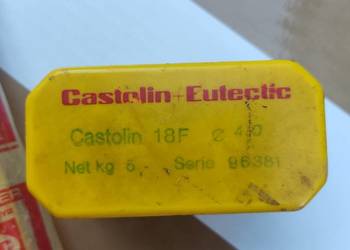 Castolin + Eutectic
Castolin 18F ⌀ 4,0
Net kg 5,- Serie 96381